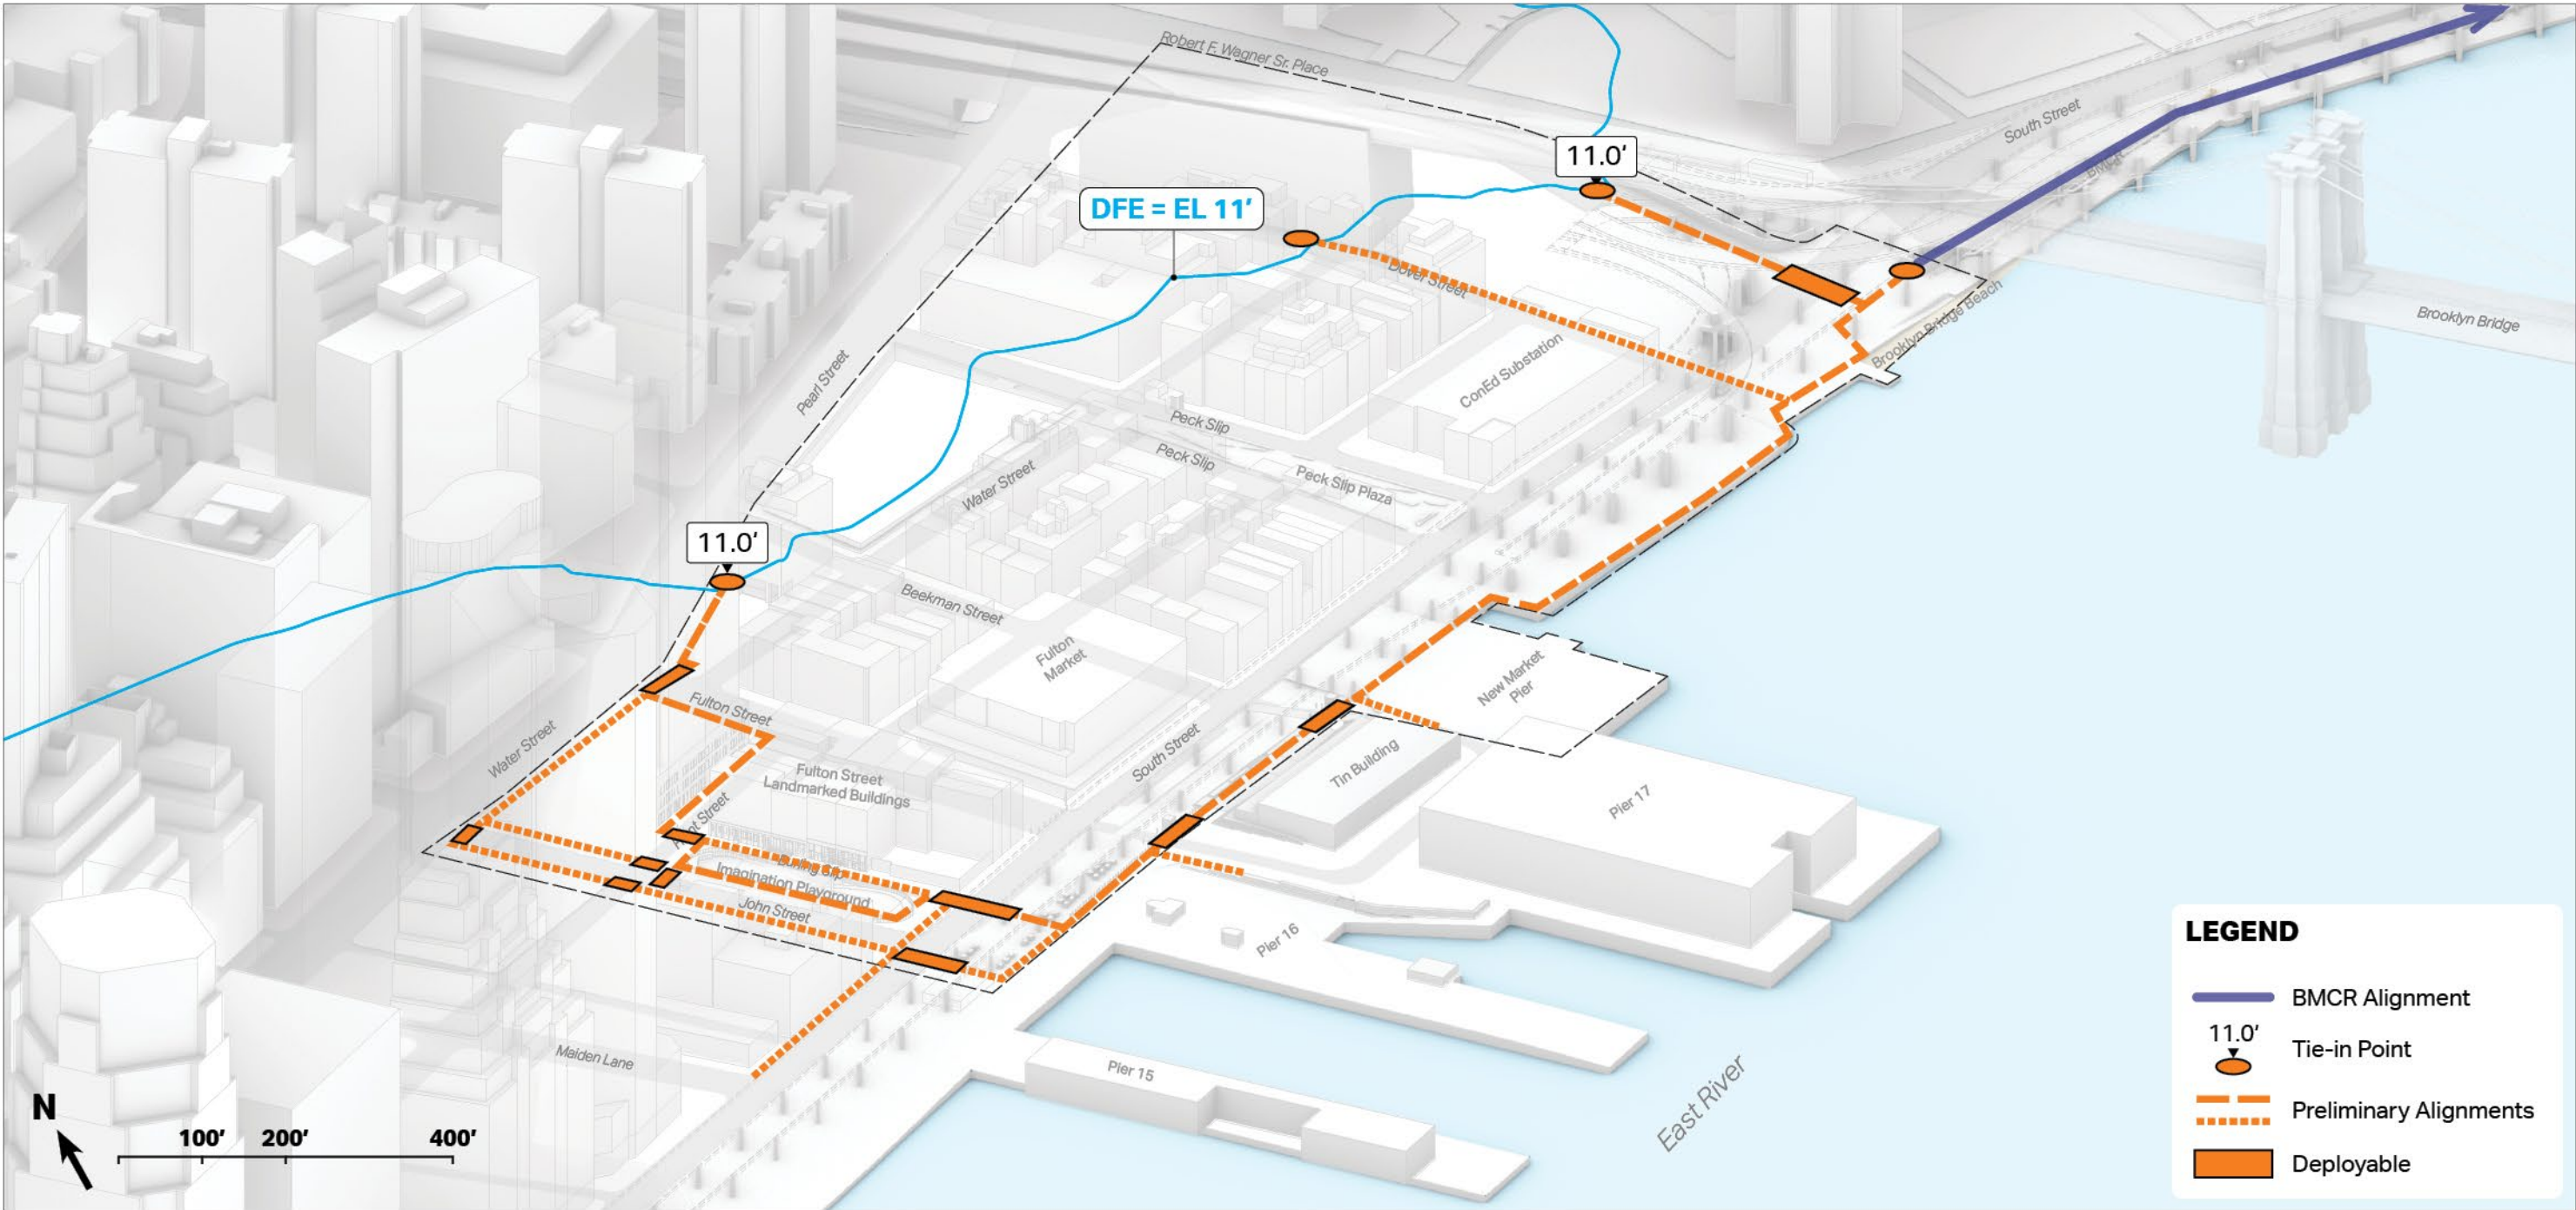 Robert F. Wagner Sr. Place
South Street
BMCR
11.0'
DFE = EL 11'
Dover Street
Brooklyn Bridge Beach
Brooklyn Bridge
ConEd Substation
Pearl Street
Peck Slip
Peck Slip
Peck Slip Plaza
Water Street
11.0'
Beekman Street
Fulton
Market
New Market
Pier
Fulton Street
Water Street
South Street
Tin Building
Fulton Street
Landmarked Buildings
Pier 17
Street
Burling Slip
Imagination Playground
John Street
Pier 16
Maiden Lane
Pier 15
East River
N
100' 200' 400'
LEGEND
BMCR Alignment
11.0'
Tie-in Point
Preliminary Alignments
Deployable